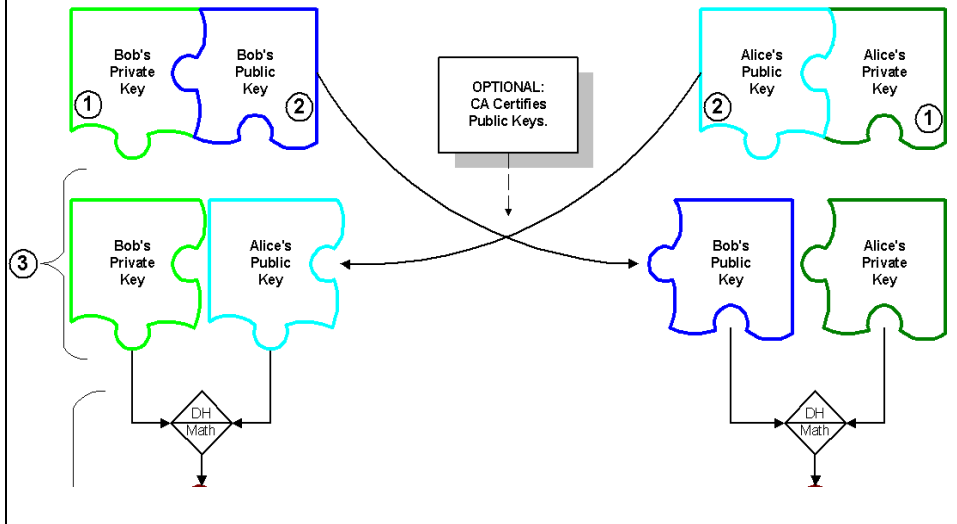 Bob's
Private
Key
1
Bob's
Public
Key
2
OPTIONAL:
CA Certifies
Public Keys.
Alice's
Public
Key
2
Alice's
Private
Key
1
3
Bob's
Private
Key
Alice's
Public
Key
Bob's
Public
Key
Alice's
Private
Key
DH
Math
DH
Math